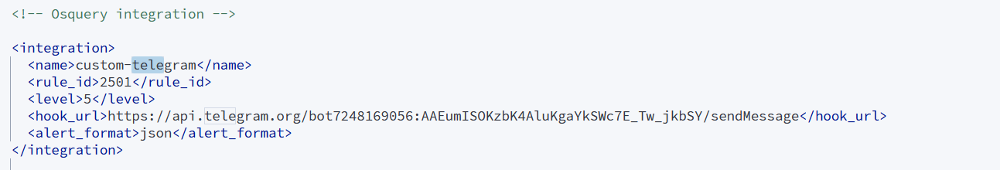 <!-- Osquery integration -->
<integration>
<name>custom-telegram</name>
<rule_id>2501</rule_id>
<level>5</level>
<hook_url>https://api.telegram.org/bot7248169056:AAEumISOKzbK4AluKgaYkSWc7E_Tw_jkbSY/sendMessage</hook_url>
<alert_format>json</alert_format>
</integration>